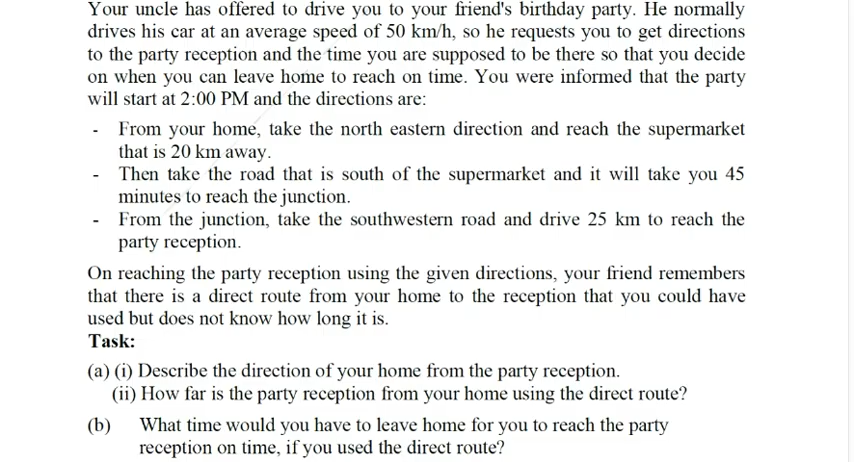 Your uncle has offered to drive you to your friend's birthday party. He normally
drives his car at an average speed of 50 km/h, so he requests you to get directions
to the party reception and the time you are supposed to be there so that you decide
on when you can leave home to reach on time. You were informed that the party
will start at 2:00 PM and the directions are:
- From your home, take the north eastern direction and reach the supermarket
that is 20 km away.
- Then take the road that is south of the supermarket and it will take you 45
minutes to reach the junction.
- From the junction, take the southwestern road and drive 25 km to reach the
party reception.
On reaching the party reception using the given directions, your friend remembers
that there is a direct route from your home to the reception that you could have
used but does not know how long it is.
Task:
(a) (i) Describe the direction of your home from the party reception.
(ii) How far is the party reception from your home using the direct route?
(b) What time would you have to leave home for you to reach the party
reception on time, if you used the direct route?